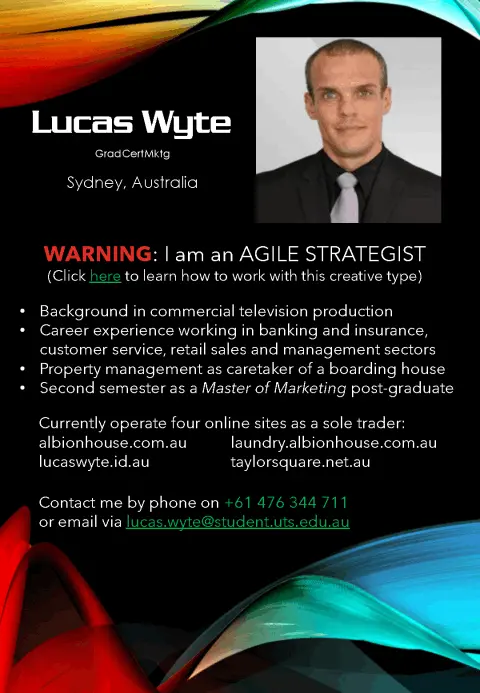 Lucas Wyte
GradCertMktg
Sydney, Australia
WARNING: I am an AGILE STRATEGIST
(Click here to learn how to work with this creative type)
• Background in commercial television production
• Career experience working in banking and insurance,
customer service, retail sales and management sectors
• Property management as caretaker of a boarding house
• Second semester as a Master of Marketing post-graduate
Currently operate four online sites as a sole trader:
albionhouse.com.au laundry.albionhouse.com.au
lucaswyte.id.au taylorsquare.net.au
Contact me by phone on +61 476 344 711
or email via lucas.wyte@student.uts.edu.au